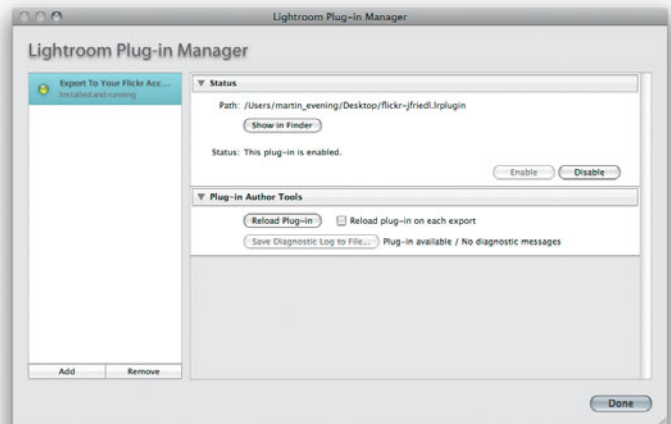 Lightroom Plug-in Manager
Lightroom Plug-in Manager
Export To Your Flickr Acc...
Installed and running
Status
Path: /Users/martin_evening/Desktop/flickr-jfriedl.lrplugin
Show in Finder
Status: This plug-in is enabled.
Enable Disable
Plug-in Author Tools
Reload Plug-in Reload plug-in on each export
Save Diagnostic Log to File... Plug-in available / No diagnostic messages
Add Remove
Done